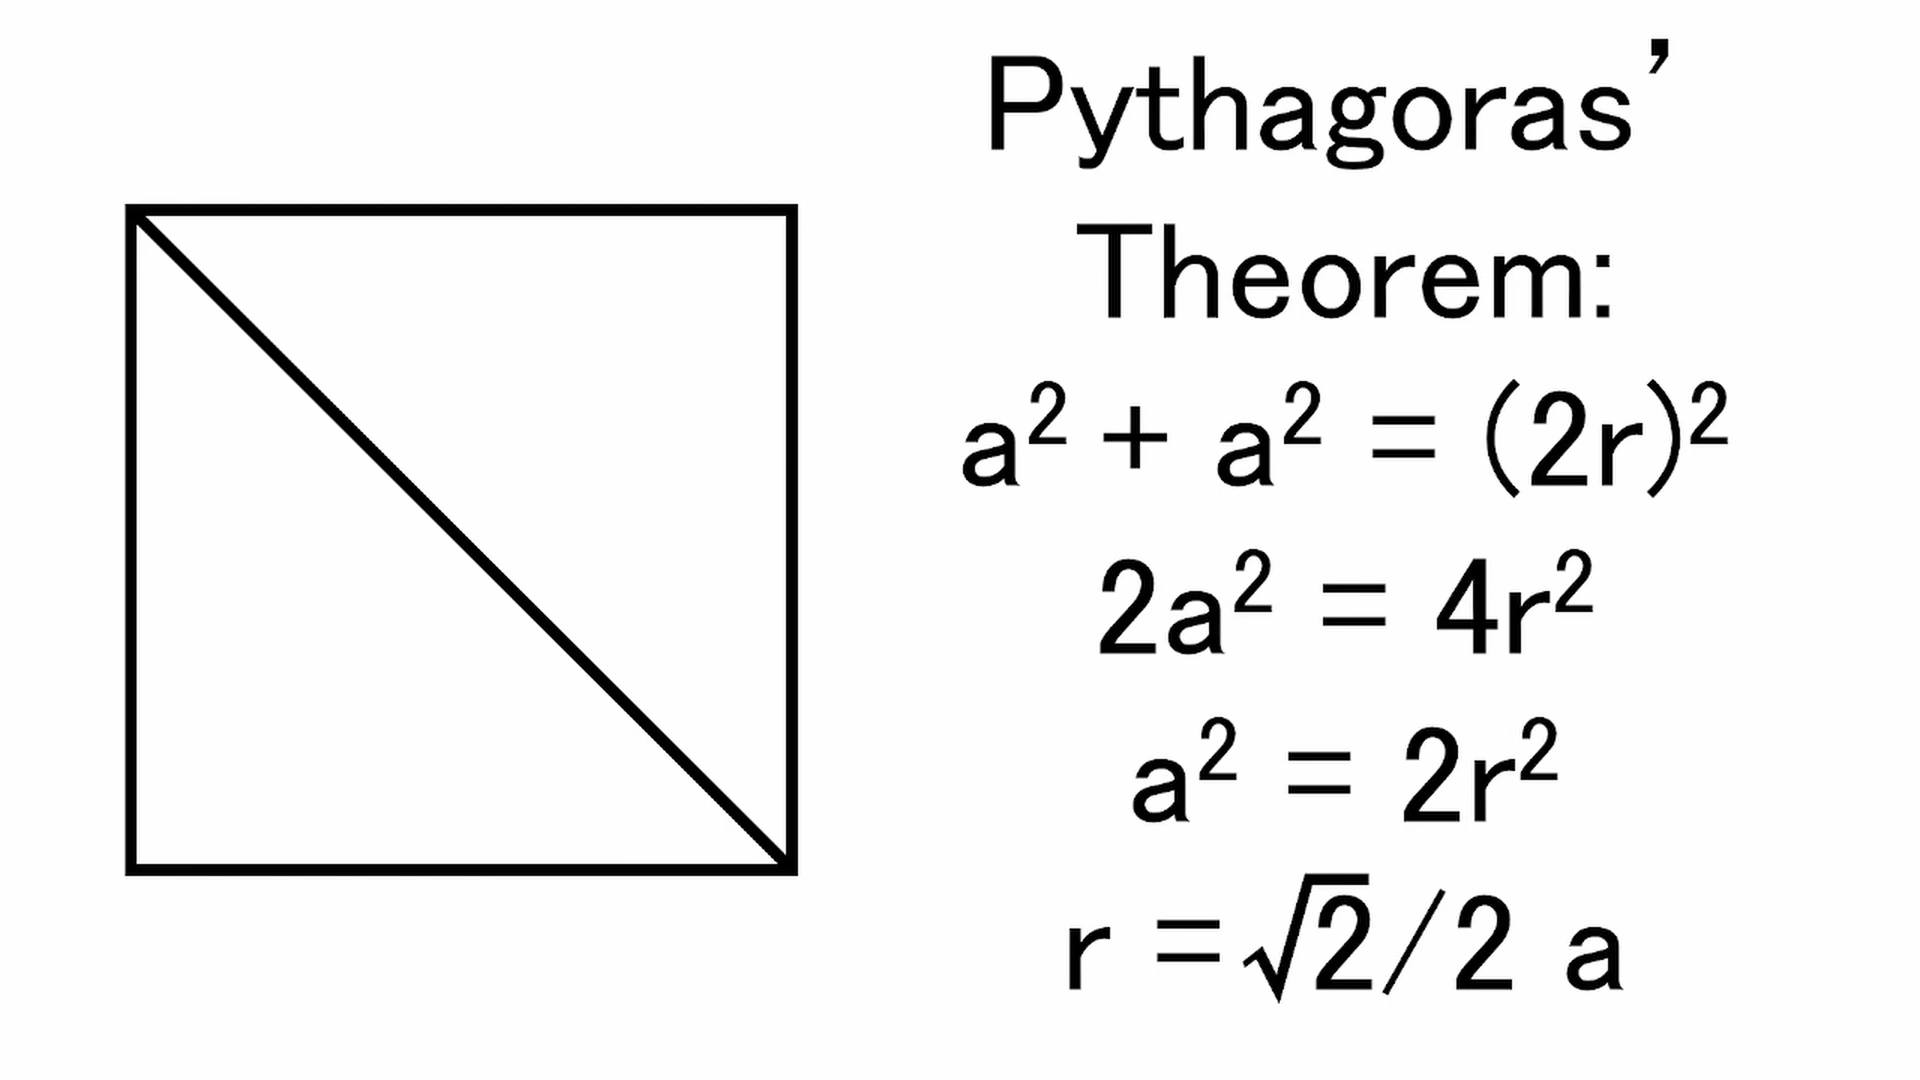 Pythagoras’
Theorem:
a² + a² = (2r)²
2a² = 4r²
a² = 2r²
r = √2/2 a